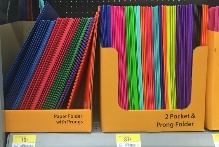 Paper Folder
with Prongs
2 Pocket &
Prong Folder